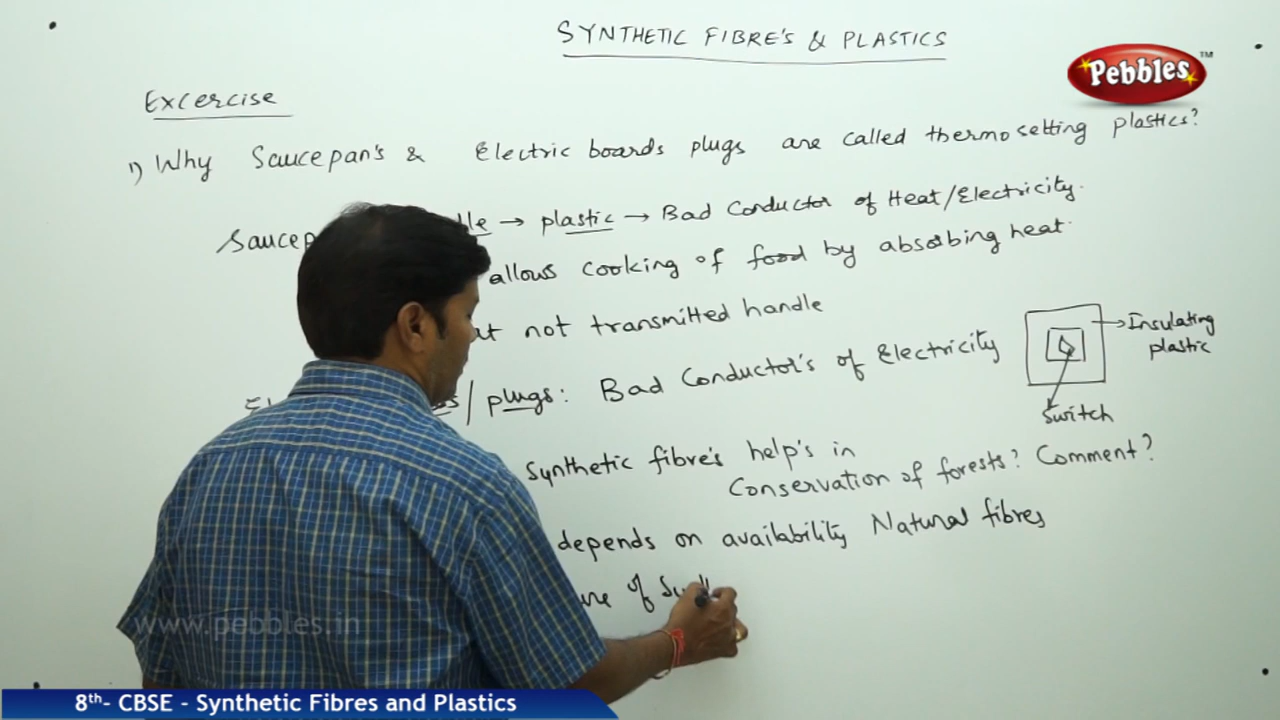 SYNTHETIC FIBRE'S & PLASTICS
Pebbles™
Excercise
1) Why Saucepan's & Electric boards plugs are called thermosetting plastics?
→ plastic → Bad Conductor of Heat/Electricity.
allows cooking of food by absorbing heat.
not transmitted handle
/ plugs: Bad Conductor's of Electricity
→ Insulating
plastic
Switch
Synthetic fibre's help's in
Conservation of forests? Comment?
depends on availability Natural fibres
of
www.pebbles.in
8th- CBSE - Synthetic Fibres and Plastics